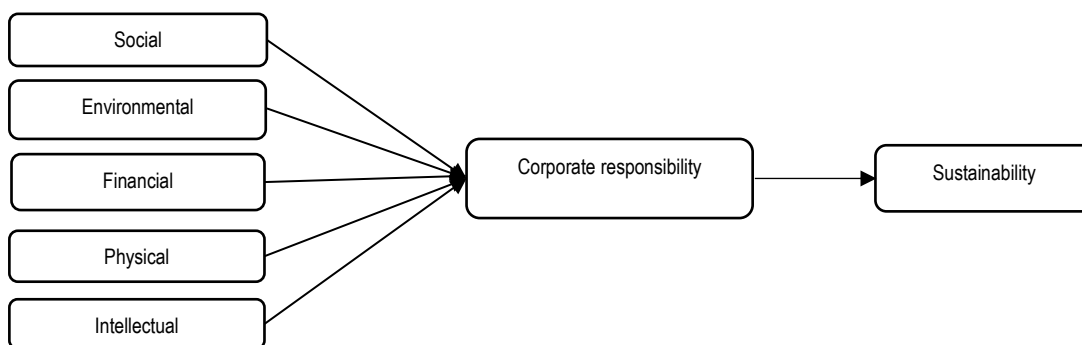 Social
Environmental
Financial
Physical
Intellectual
Corporate responsibility
Sustainability